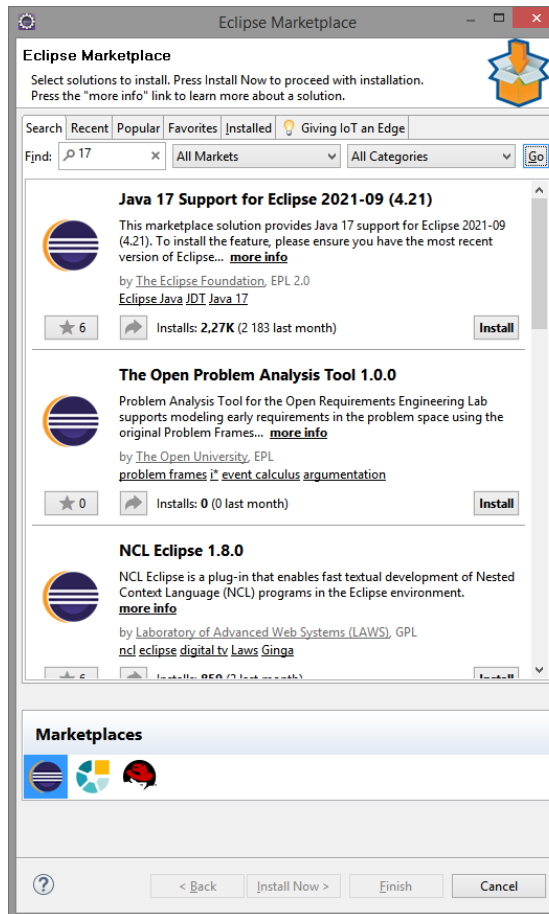 Eclipse Marketplace
Eclipse Marketplace
Select solutions to install. Press Install Now to proceed with installation.
Press the "more info" link to learn more about a solution.
Search Recent Popular Favorites Installed Giving IoT an Edge
Find: 17 All Markets All Categories Go
Java 17 Support for Eclipse 2021-09 (4.21)
This marketplace solution provides Java 17 support for Eclipse 2021-09
(4.21). To install the feature, please ensure you have the most recent
version of Eclipse... more info
by The Eclipse Foundation, EPL 2.0
Eclipse Java JDT Java 17
6 Installs: 2,27K (2 183 last month) Install
The Open Problem Analysis Tool 1.0.0
Problem Analysis Tool for the Open Requirements Engineering Lab
supports modeling early requirements in the problem space using the
original Problem Frames... more info
by The Open University, EPL
problem frames i* event calculus argumentation
0 Installs: 0 (0 last month) Install
NCL Eclipse 1.8.0
NCL Eclipse is a plug-in that enables fast textual development of Nested
Context Language (NCL) programs in the Eclipse environment.
more info
by Laboratory of Advanced Web Systems (LAWS), GPL
ncl eclipse digital tv Laws Ginga
6 Installs: 859 (2 last month) Install
Marketplaces
< Back Install Now > Finish Cancel